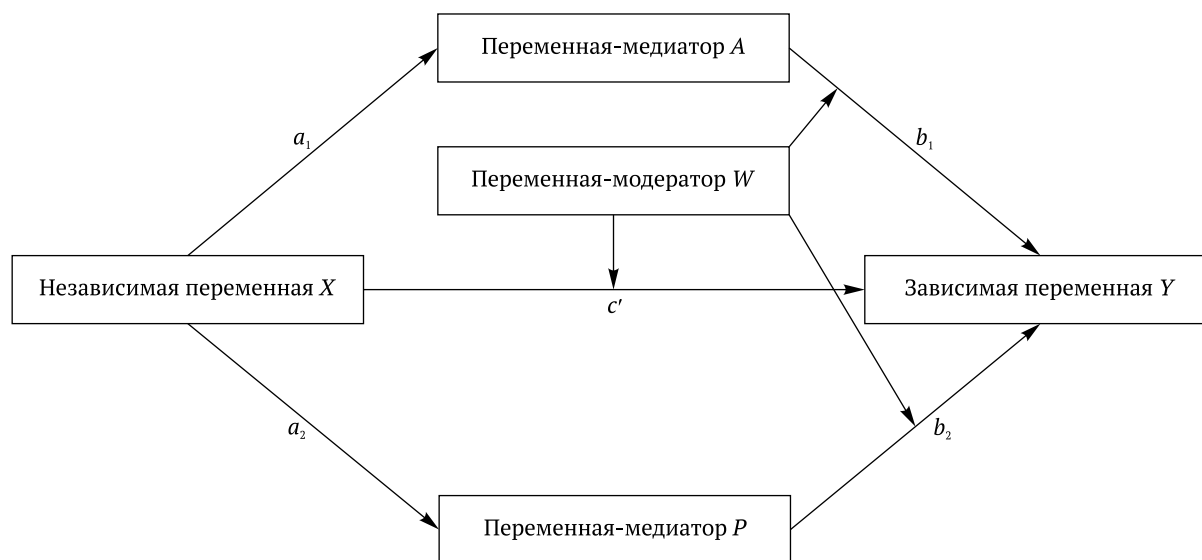 Переменная-медиатор A
a₁
b₁
Переменная-модератор W
Независимая переменная X
Зависимая переменная Y
c′
a₂
b₂
Переменная-медиатор P